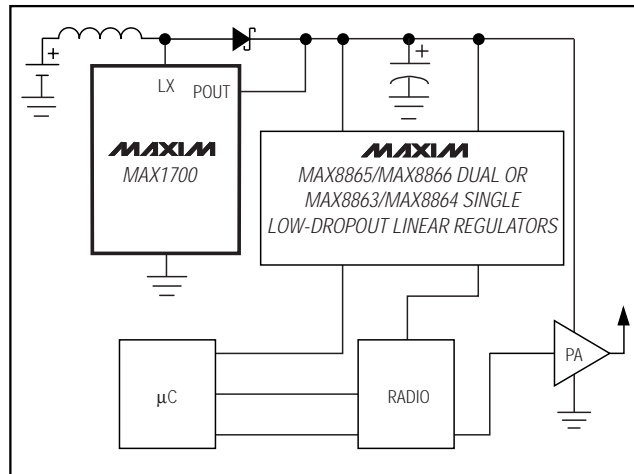 +
+
LX
POUT
MAXIM
MAX1700
MAXIM
MAX8865/MAX8866 DUAL OR
MAX8863/MAX8864 SINGLE
LOW-DROPOUT LINEAR REGULATORS
µC
RADIO
PA